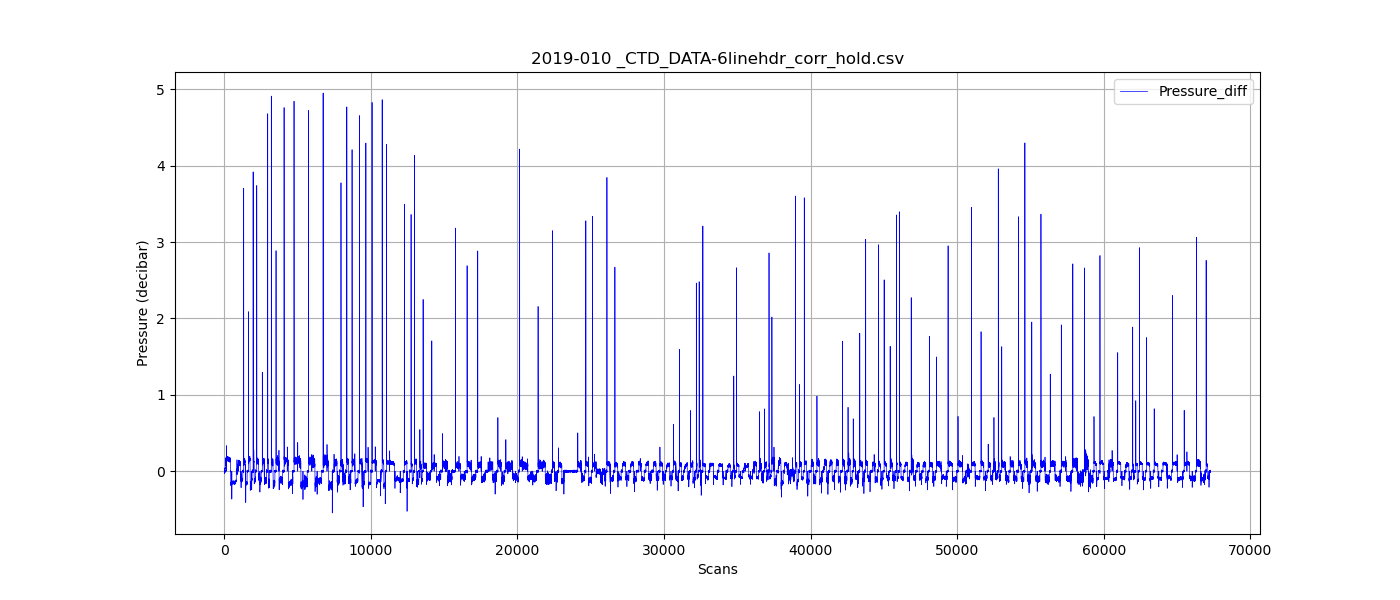 2019-010 _CTD_DATA-6linehdr_corr_hold.csv
Pressure_diff
Pressure (decibar)
5
4
3
2
1
0
0 10000 20000 30000 40000 50000 60000 70000
Scans